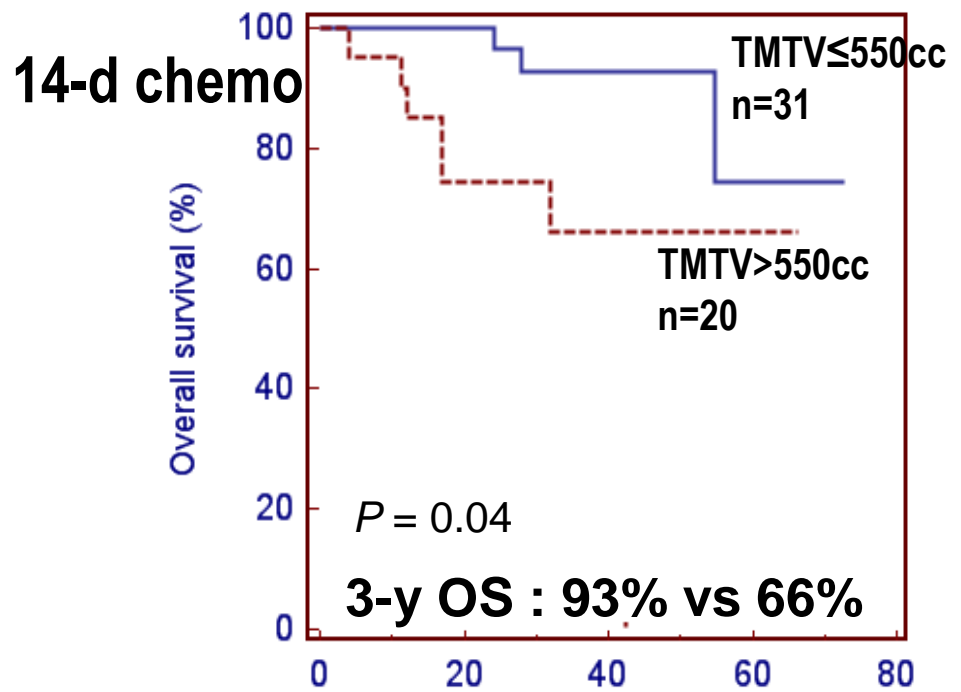 14-d chemo
Overall survival (%)
100
80
60
40
20
0
TMTV≤550cc
n=31
TMTV>550cc
n=20
P = 0.04
3-y OS : 93% vs 66%
0 20 40 60 80